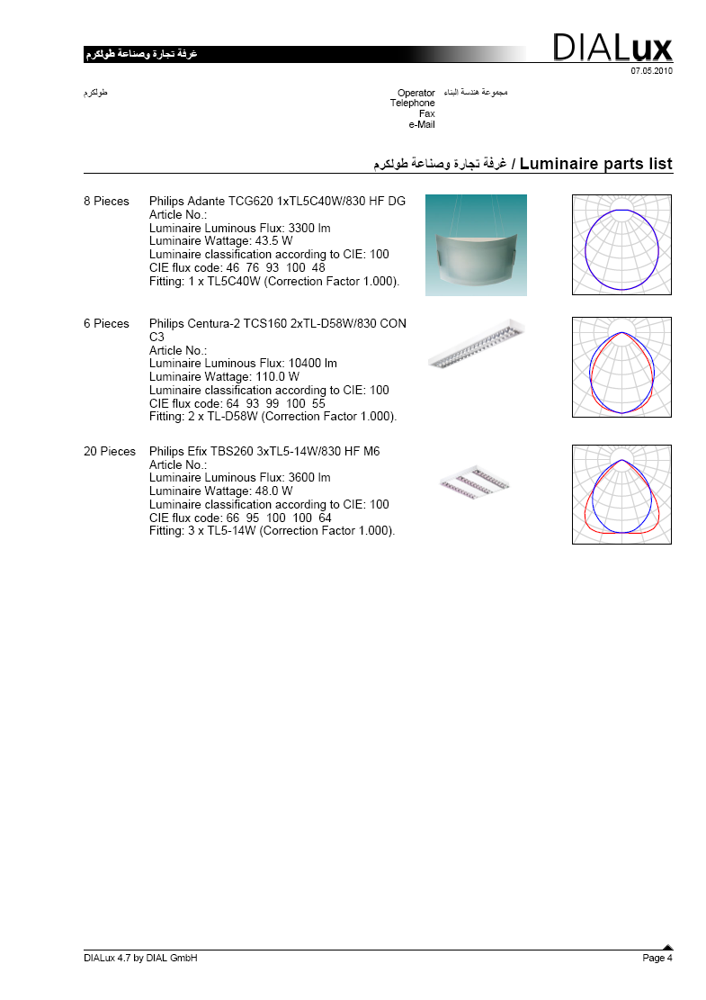 غرفة تجارة وصناعة طولكرم
DIALux
07.05.2010
طولكرم
Operator مجموعة هندسة البناء
Telephone
Fax
e-Mail
غرفة تجارة وصناعة طولكرم / Luminaire parts list
8 Pieces Philips Adante TCG620 1xTL5C40W/830 HF DG
Article No.:
Luminaire Luminous Flux: 3300 lm
Luminaire Wattage: 43.5 W
Luminaire classification according to CIE: 100
CIE flux code: 46 76 93 100 48
Fitting: 1 x TL5C40W (Correction Factor 1.000).
6 Pieces Philips Centura-2 TCS160 2xTL-D58W/830 CON
C3
Article No.:
Luminaire Luminous Flux: 10400 lm
Luminaire Wattage: 110.0 W
Luminaire classification according to CIE: 100
CIE flux code: 64 93 99 100 55
Fitting: 2 x TL-D58W (Correction Factor 1.000).
20 Pieces Philips Efix TBS260 3xTL5-14W/830 HF M6
Article No.:
Luminaire Luminous Flux: 3600 lm
Luminaire Wattage: 48.0 W
Luminaire classification according to CIE: 100
CIE flux code: 66 95 100 100 64
Fitting: 3 x TL5-14W (Correction Factor 1.000).
DIALux 4.7 by DIAL GmbH Page 4